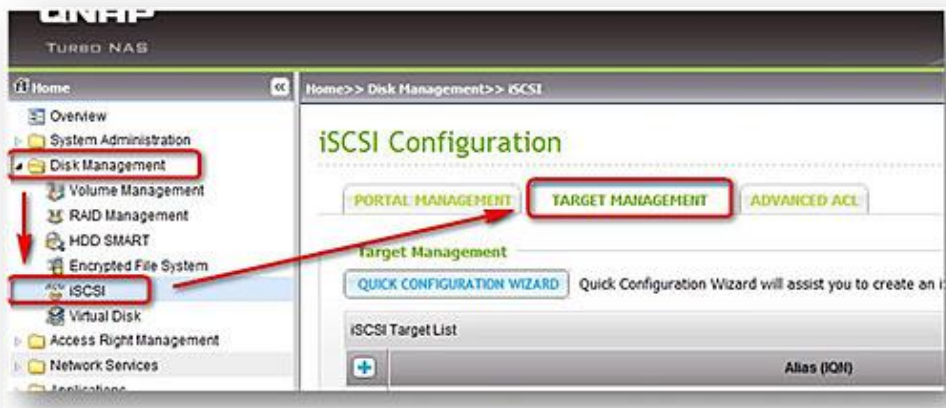 QNAP
TURBO NAS
Home
Overview
System Administration
Disk Management
Volume Management
RAID Management
HDD SMART
Encrypted File System
iSCSI
Virtual Disk
Access Right Management
Network Services
Applications
Home>> Disk Management>> iSCSI
iSCSI Configuration
PORTAL MANAGEMENT
TARGET MANAGEMENT
ADVANCED ACL
Target Management
QUICK CONFIGURATION WIZARD
Quick Configuration Wizard will assist you to create an i
iSCSI Target List
Alias (IQN)